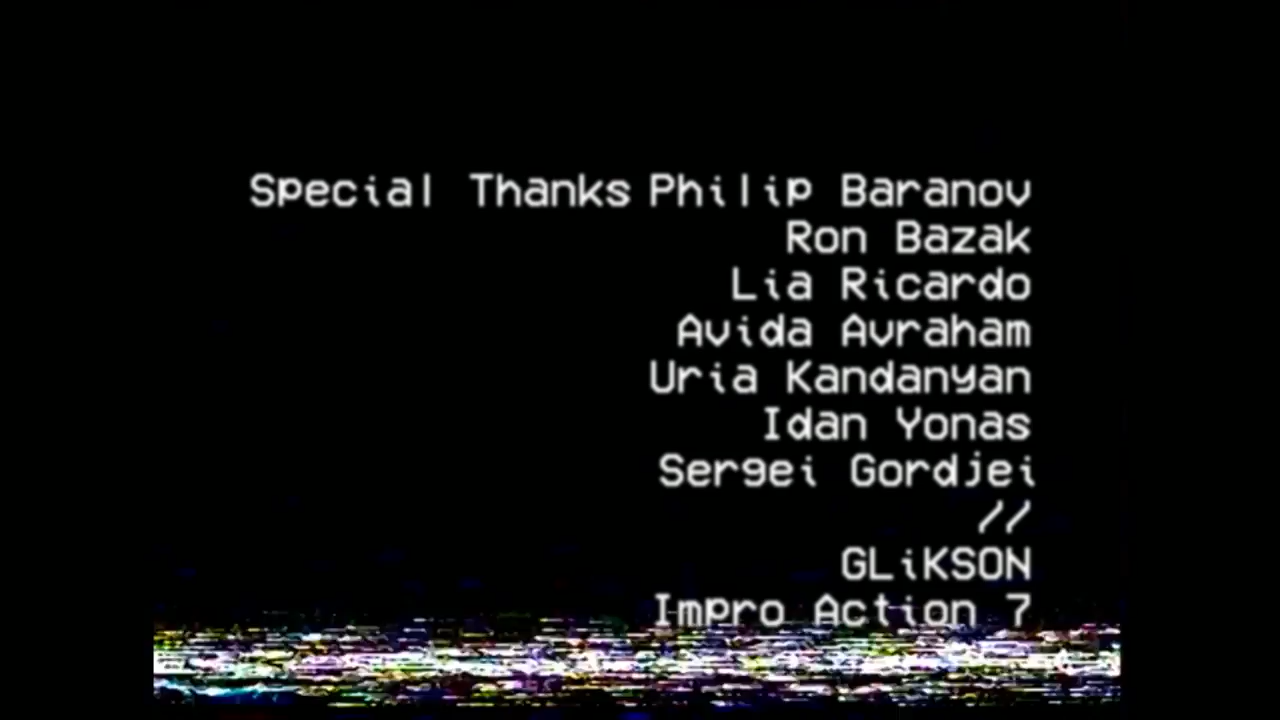 Special Thanks Philip Baranov
Ron Bazak
Lia Ricardo
Avida Avraham
Uria Kandanyan
Idan Yonas
Sergei Gordjei
//
GLiKSON
Impro Action 7